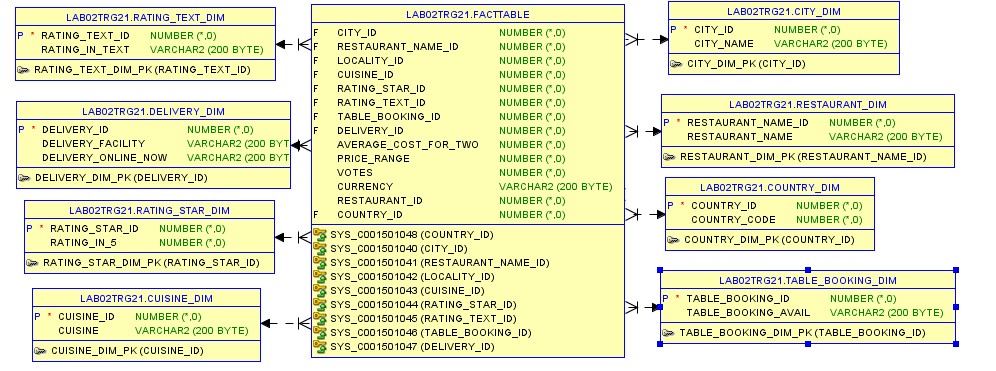 LAB02TRG21.RATING_TEXT_DIM
P * RATING_TEXT_ID NUMBER (*,0)
RATING_IN_TEXT VARCHAR2 (200 BYTE)
RATING_TEXT_DIM_PK (RATING_TEXT_ID)
LAB02TRG21.DELIVERY_DIM
P * DELIVERY_ID NUMBER (*,0)
DELIVERY_FACILITY VARCHAR2 (200 BYT
DELIVERY_ONLINE_NOW VARCHAR2 (200 BYT
DELIVERY_DIM_PK (DELIVERY_ID)
LAB02TRG21.RATING_STAR_DIM
P * RATING_STAR_ID NUMBER (*,0)
RATING_IN_5 NUMBER (*,0)
RATING_STAR_DIM_PK (RATING_STAR_ID)
LAB02TRG21.CUISINE_DIM
P * CUISINE_ID NUMBER (*,0)
CUISINE VARCHAR2 (200 BYTE)
CUISINE_DIM_PK (CUISINE_ID)
LAB02TRG21.FACTTABLE
F CITY_ID NUMBER (*,0)
F RESTAURANT_NAME_ID NUMBER (*,0)
F LOCALITY_ID NUMBER (*,0)
F CUISINE_ID NUMBER (*,0)
F RATING_STAR_ID NUMBER (*,0)
F RATING_TEXT_ID NUMBER (*,0)
F TABLE_BOOKING_ID NUMBER (*,0)
F DELIVERY_ID NUMBER (*,0)
AVERAGE_COST_FOR_TWO NUMBER (*,0)
PRICE_RANGE NUMBER (*,0)
VOTES NUMBER (*,0)
CURRENCY VARCHAR2 (200 BYTE)
RESTAURANT_ID NUMBER (*,0)
F COUNTRY_ID NUMBER (*,0)
SYS_C001501048 (COUNTRY_ID)
SYS_C001501040 (CITY_ID)
SYS_C001501041 (RESTAURANT_NAME_ID)
SYS_C001501042 (LOCALITY_ID)
SYS_C001501043 (CUISINE_ID)
SYS_C001501044 (RATING_STAR_ID)
SYS_C001501045 (RATING_TEXT_ID)
SYS_C001501046 (TABLE_BOOKING_ID)
SYS_C001501047 (DELIVERY_ID)
LAB02TRG21.CITY_DIM
P * CITY_ID NUMBER (*,0)
CITY_NAME VARCHAR2 (200 BYTE)
CITY_DIM_PK (CITY_ID)
LAB02TRG21.RESTAURANT_DIM
P * RESTAURANT_NAME_ID NUMBER (*,0)
RESTAURANT_NAME VARCHAR2 (200 BYTE)
RESTAURANT_DIM_PK (RESTAURANT_NAME_ID)
LAB02TRG21.COUNTRY_DIM
P * COUNTRY_ID NUMBER (*,0)
COUNTRY_CODE NUMBER (*,0)
COUNTRY_DIM_PK (COUNTRY_ID)
LAB02TRG21.TABLE_BOOKING_DIM
P * TABLE_BOOKING_ID NUMBER (*,0)
TABLE_BOOKING_AVAIL VARCHAR2 (200 BYTE)
TABLE_BOOKING_DIM_PK (TABLE_BOOKING_ID)